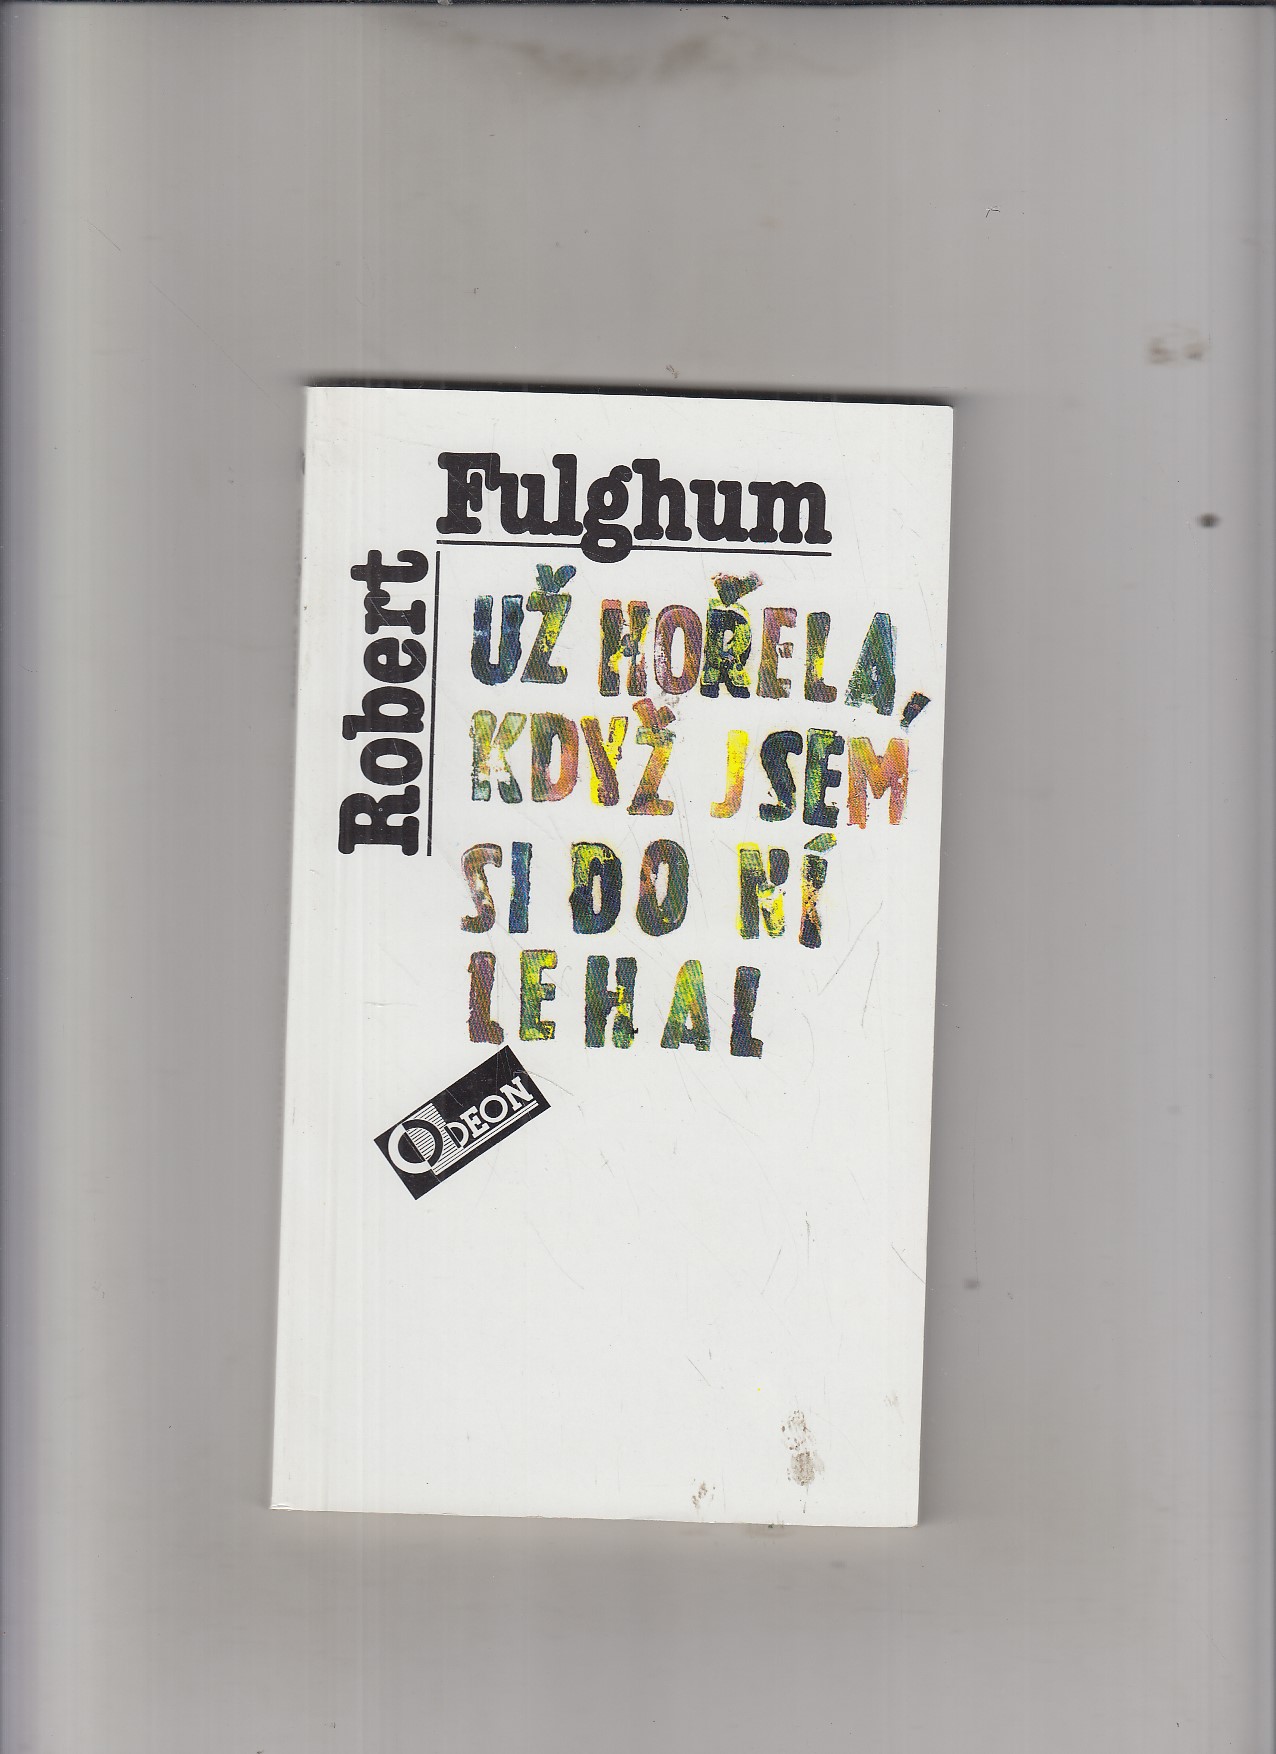 Robert
Fulghum
UŽ HOŘELA,
KDYŽ JSEM
SI DO NÍ
LEHAL
ODEON